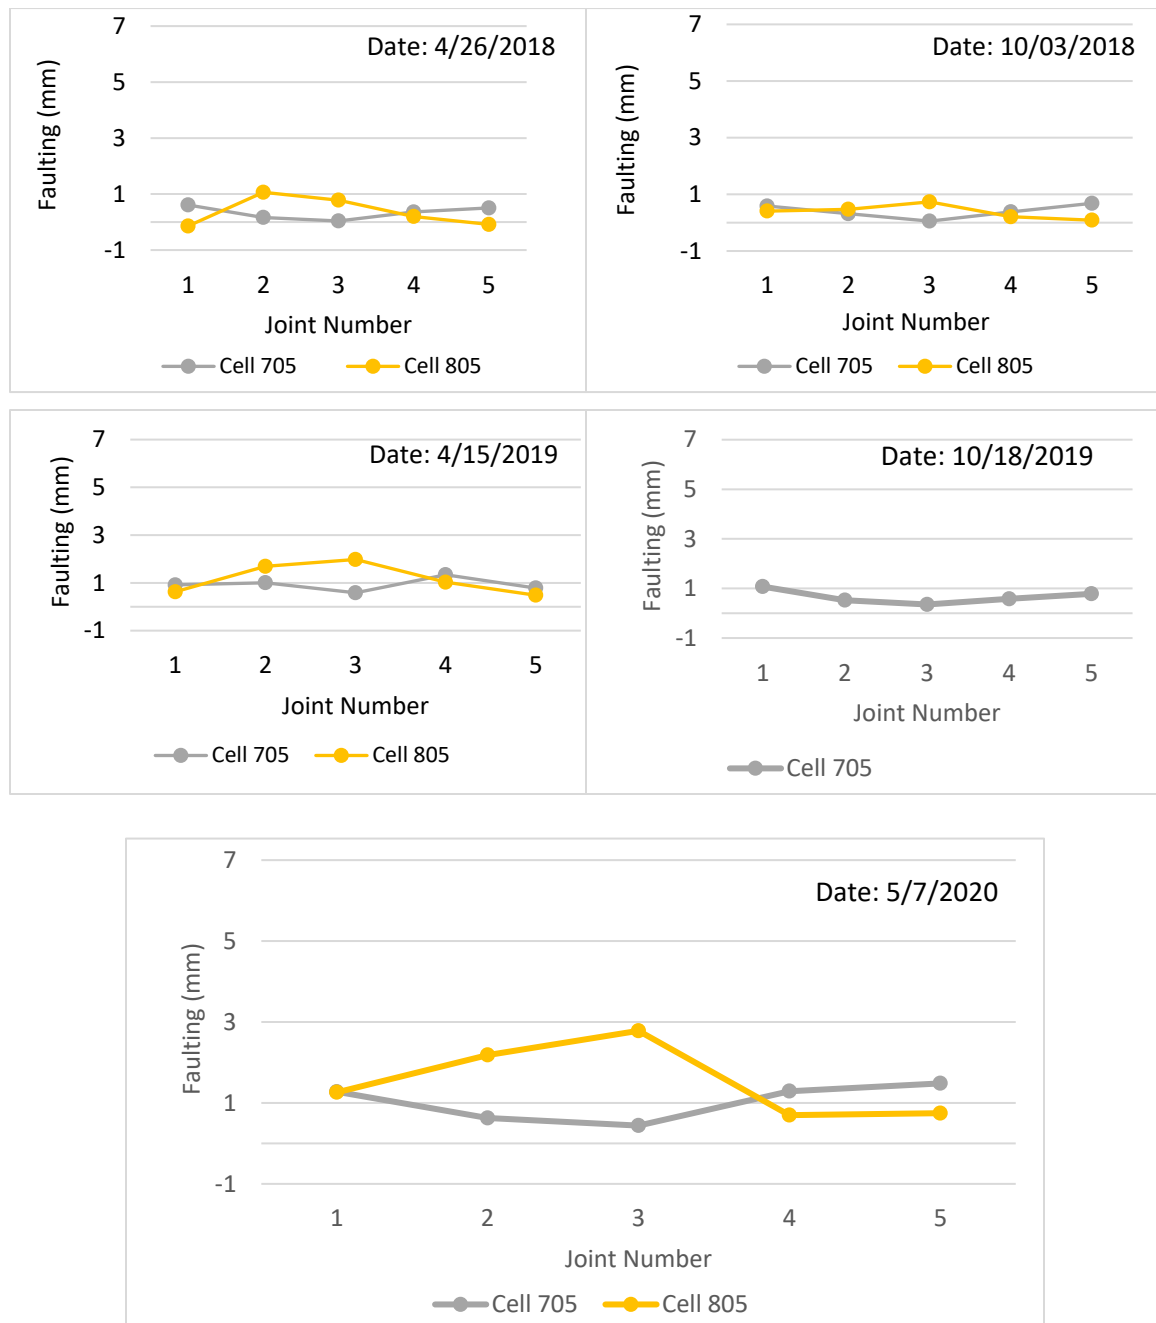 Date: 4/26/2018
7
5
3
1
-1
Faulting (mm)
1 2 3 4 5
Joint Number
Cell 705 Cell 805
Date: 10/03/2018
7
5
3
1
-1
Faulting (mm)
1 2 3 4 5
Joint Number
Cell 705 Cell 805
Date: 4/15/2019
7
5
3
1
-1
Faulting (mm)
1 2 3 4 5
Joint Number
Cell 705 Cell 805
Date: 10/18/2019
7
5
3
1
-1
Faulting (mm)
1 2 3 4 5
Joint Number
Cell 705
Date: 5/7/2020
7
5
3
1
-1
Faulting (mm)
1 2 3 4 5
Joint Number
Cell 705 Cell 805